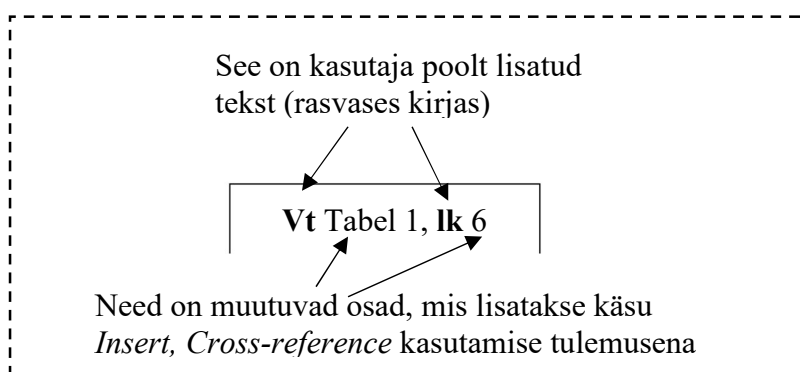 See on kasutaja poolt lisatud
tekst (rasvases kirjas)
Vt Tabel 1, lk 6
Need on muutuvad osad, mis lisatakse käsu
Insert, Cross-reference kasutamise tulemusena